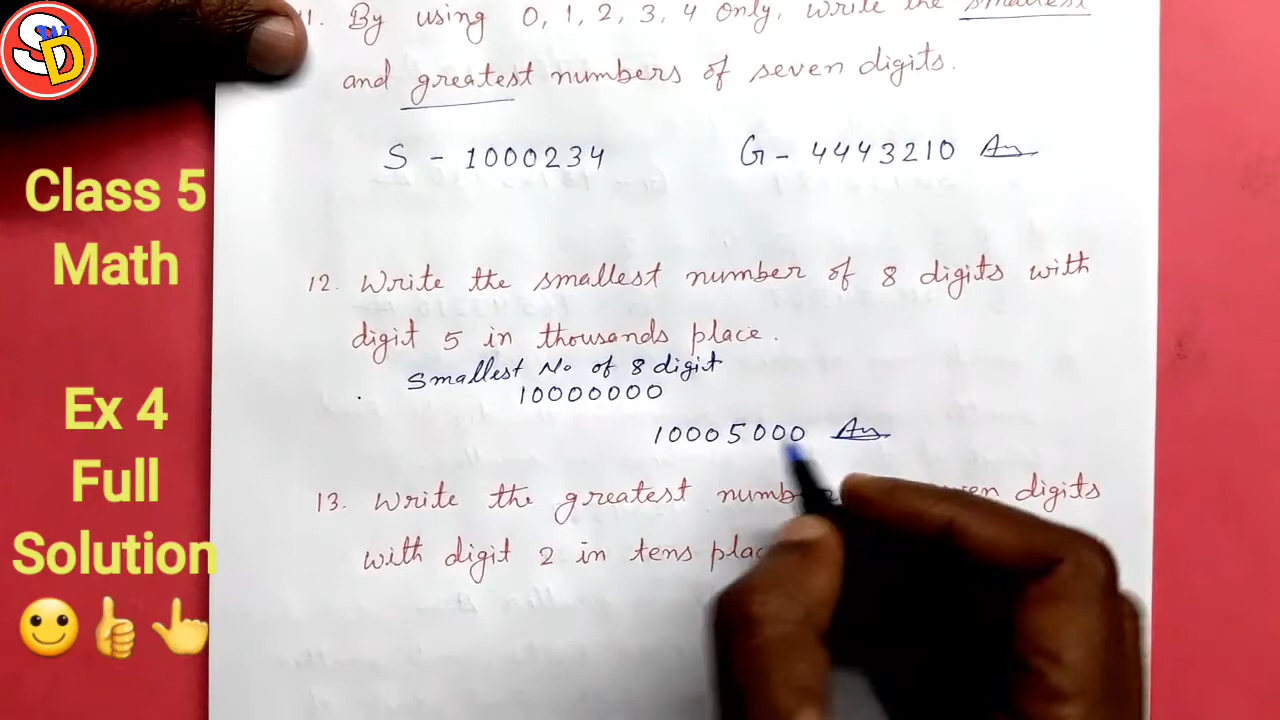 SWD
Class 5
Math
Ex 4
Full
Solution
11. By using 0, 1, 2, 3, 4 only, write the smallest
and greatest numbers of seven digits.
S - 1000234 G - 4443210 Ans
12. Write the smallest number of 8 digits with
digit 5 in thousands place.
Smallest No of 8 digit
10000000
10005000 Ans
13. Write the greatest digits
with digit 2 in tens